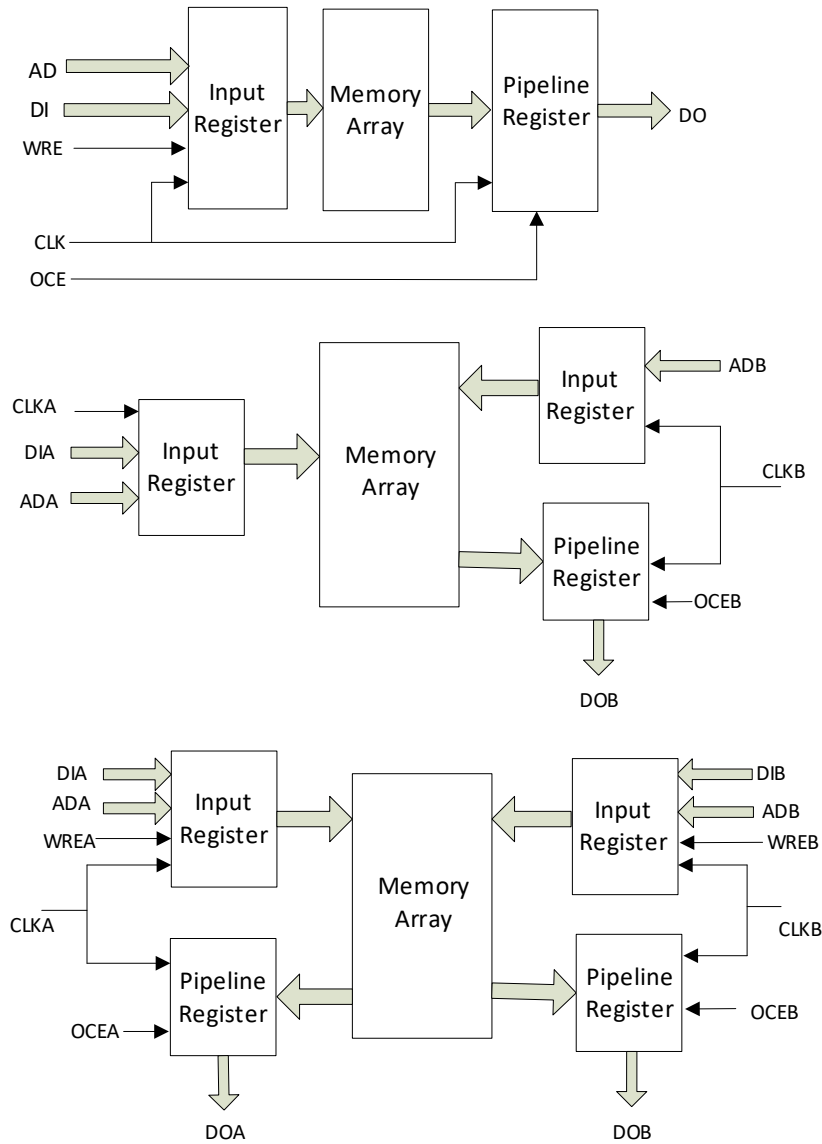 AD
DI
WRE
CLK
OCE
Input
Register
Memory
Array
Pipeline
Register
DO
CLKA
DIA
ADA
Input
Register
Memory
Array
Input
Register
ADB
CLKB
Pipeline
Register
OCEB
DOB
DIA
ADA
WREA
CLKA
OCEA
Input
Register
Pipeline
Register
DOA
Memory
Array
Input
Register
DIB
ADB
WREB
CLKB
Pipeline
Register
OCEB
DOB